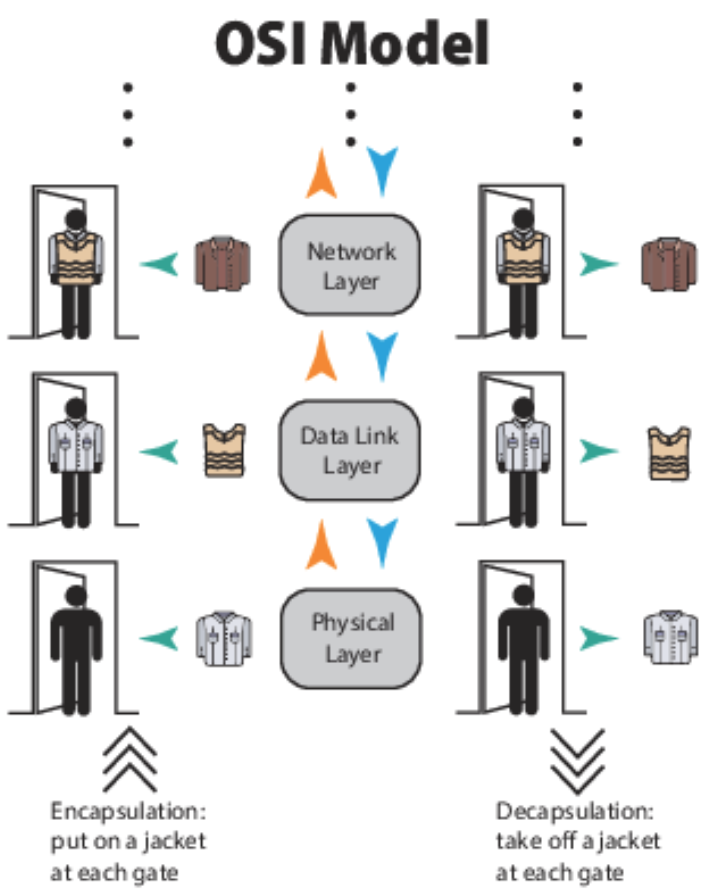 OSI Model
Network
Layer
Data Link
Layer
Physical
Layer
Encapsulation:
put on a jacket
at each gate
Decapsulation:
take off a jacket
at each gate